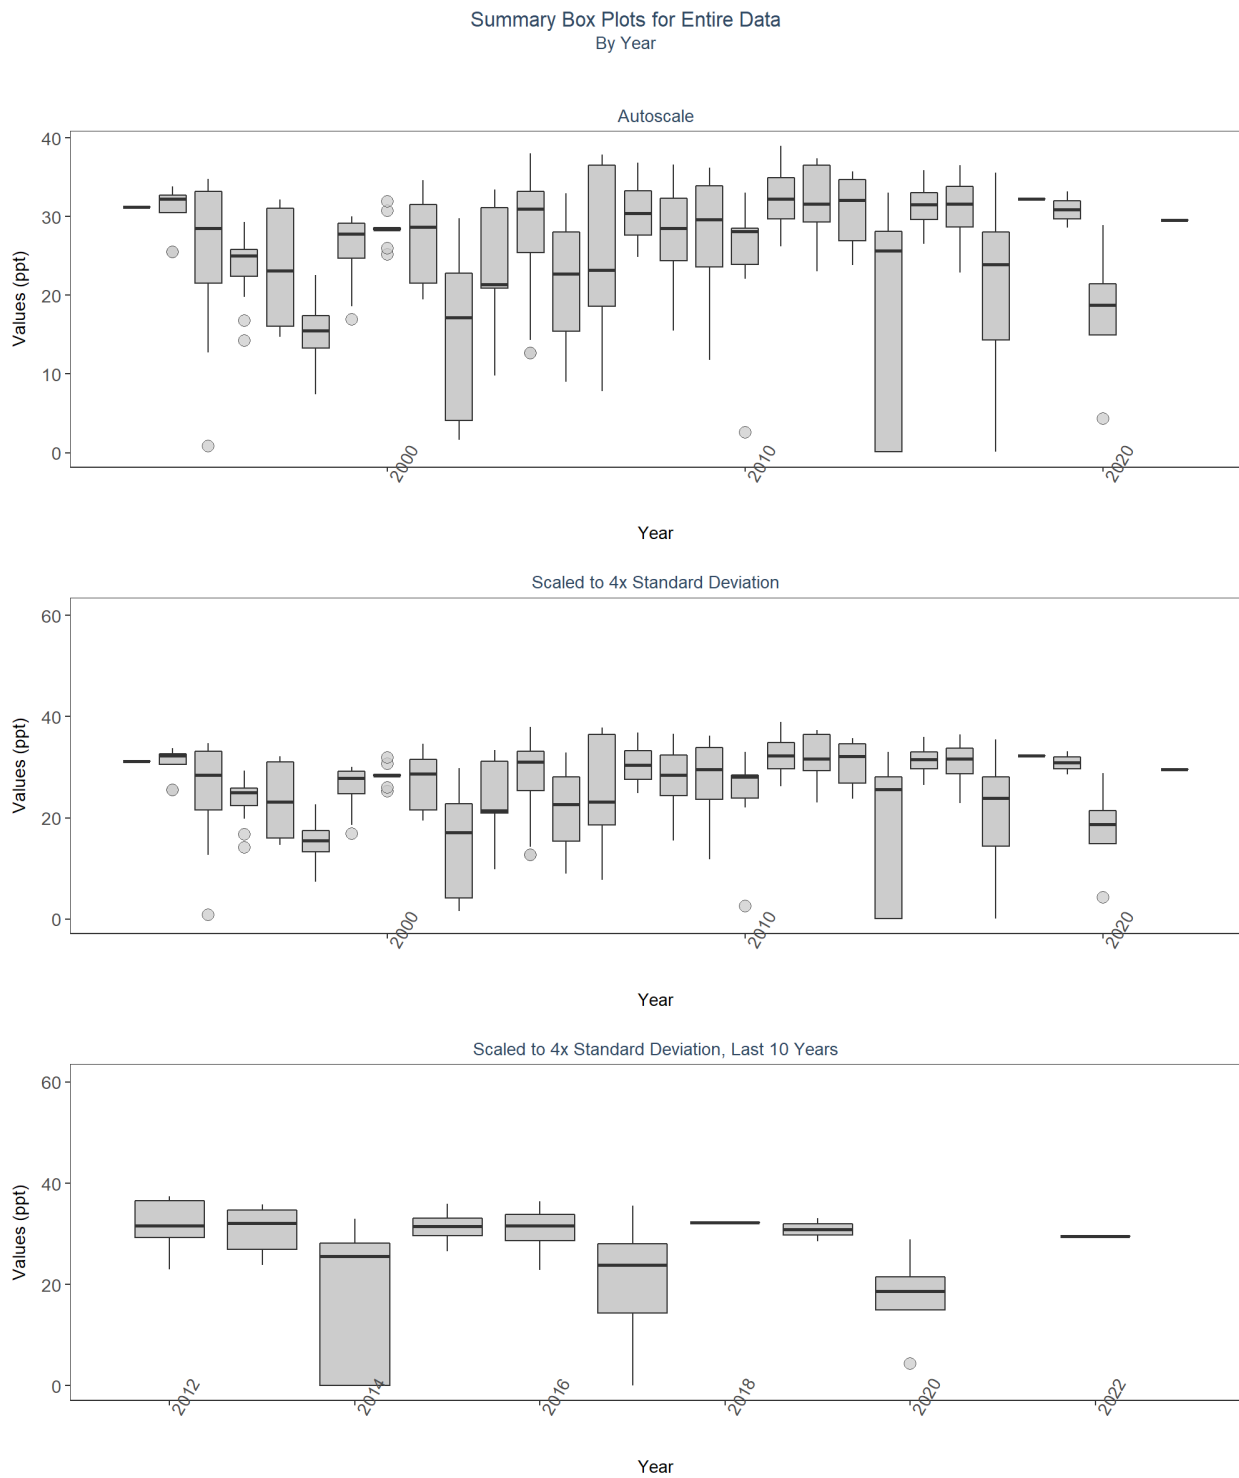 Summary Box Plots for Entire Data
By Year
Autoscale
Values (ppt)
40
30
20
10
0
2000
2010
2020
Year
Scaled to 4x Standard Deviation
Values (ppt)
60
40
20
0
2000
2010
2020
Year
Scaled to 4x Standard Deviation, Last 10 Years
Values (ppt)
60
40
20
0
2012
2014
2016
2018
2020
2022
Year